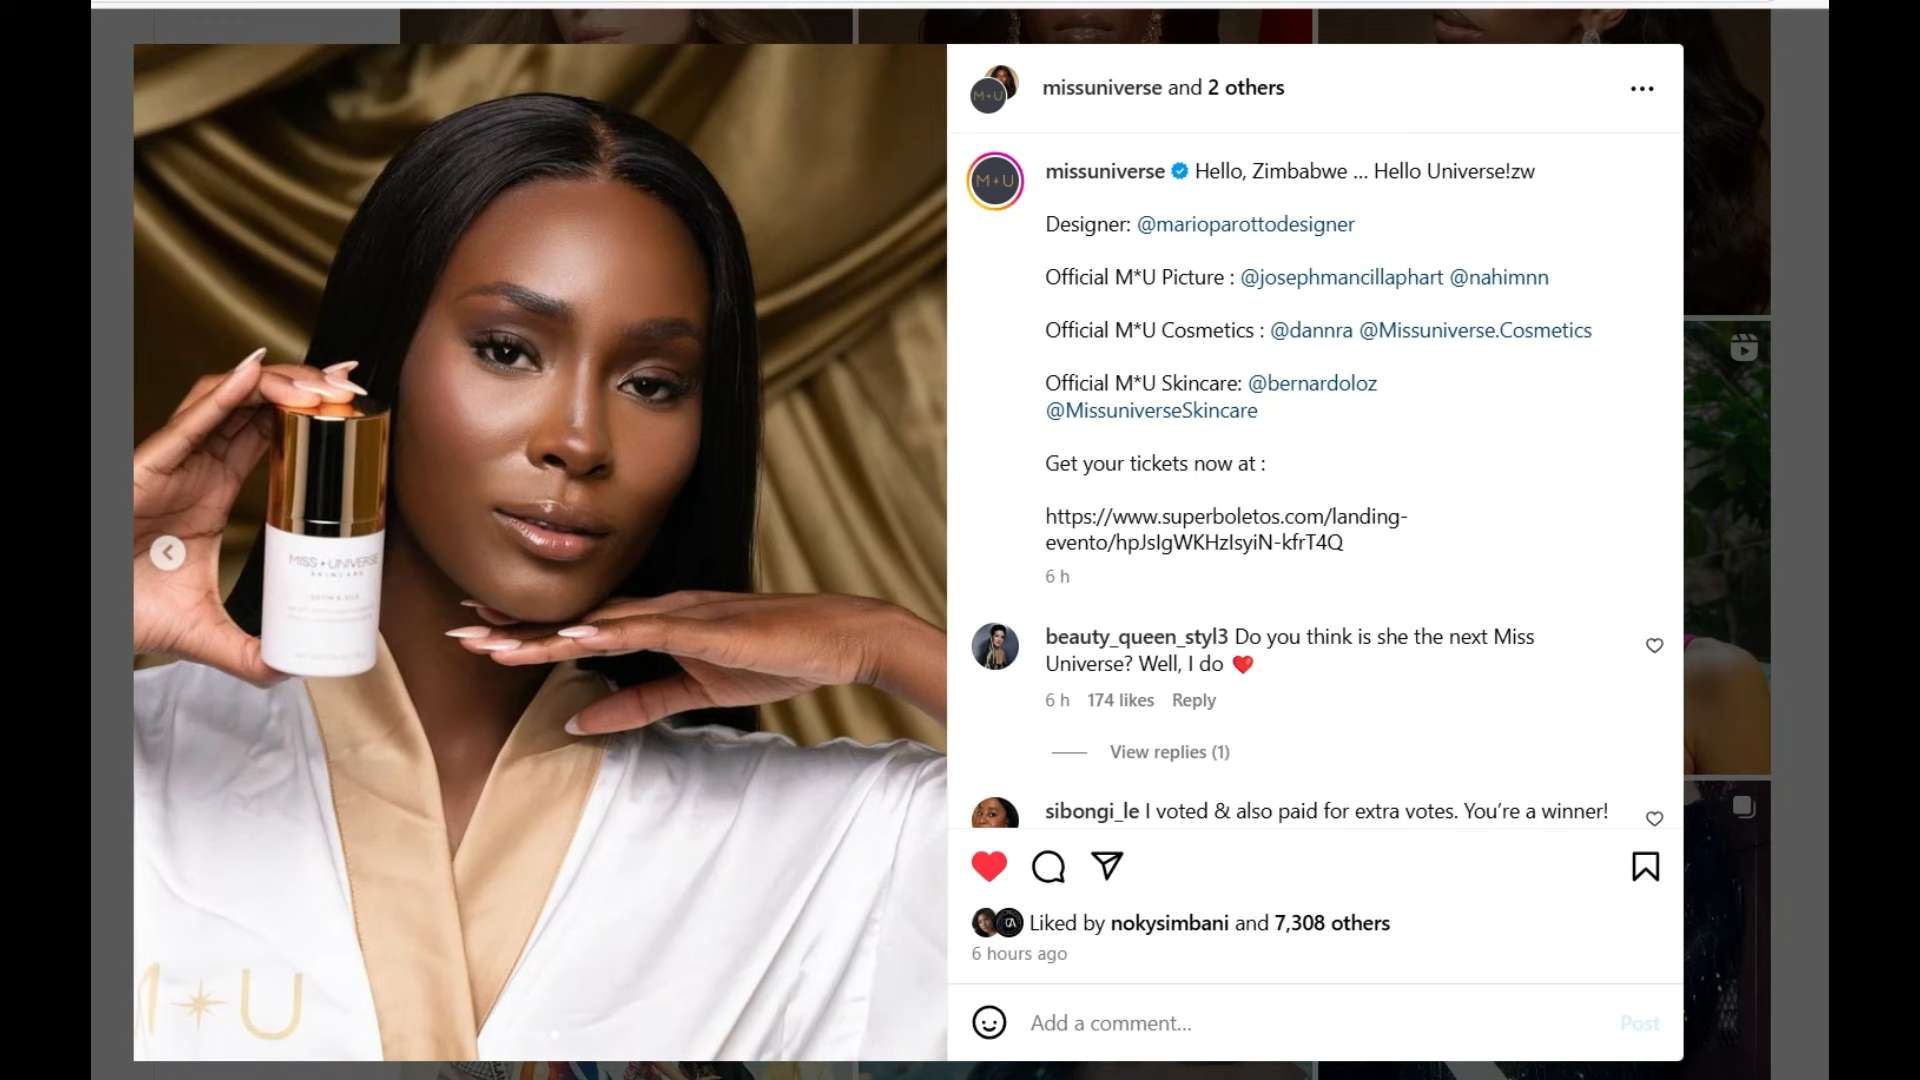 MISS+UNIVERSE
SKINCARE
SATIN & SILK
M+U
M+U
missuniverse and 2 others
missuniverse Hello, Zimbabwe ... Hello Universe!zw
M+U
Designer: @marioparottodesigner
Official M*U Picture : @josephmancillaphart @nahimnn
Official M*U Cosmetics : @dannra @Missuniverse.Cosmetics
Official M*U Skincare: @bernardoloz
@MissuniverseSkincare
Get your tickets now at :
https://www.superboletos.com/landing-
evento/hpJsIgWKHzIsyiN-kfrT4Q
6 h
beauty_queen_styl3 Do you think is she the next Miss
Universe? Well, I do ❤️
6 h 174 likes Reply
View replies (1)
sibongi_le I voted & also paid for extra votes. You’re a winner!
Liked by nokysimbani and 7,308 others
6 hours ago
Add a comment...
Post